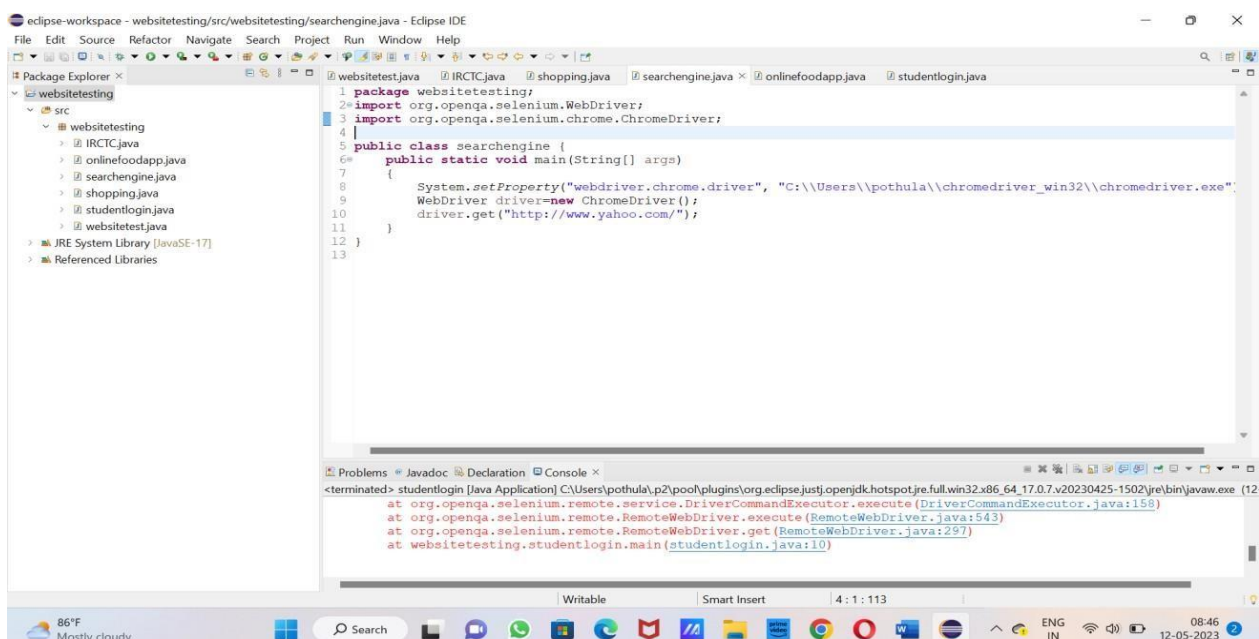 eclipse-workspace - websitetesting/src/websitetesting/searchengine.java - Eclipse IDE
File Edit Source Refactor Navigate Search Project Run Window Help
Package Explorer
websitetesting
src
websitetesting
IRCTC.java
onlinefoodapp.java
searchengine.java
shopping.java
studentlogin.java
websitetest.java
JRE System Library [JavaSE-17]
Referenced Libraries
websitetest.java IRCTC.java shopping.java searchengine.java onlinefoodapp.java studentlogin.java
1 package websitetesting;
2 import org.openqa.selenium.WebDriver;
3 import org.openqa.selenium.chrome.ChromeDriver;
4
5 public class searchengine {
6 public static void main(String[] args)
7 {
8 System.setProperty("webdriver.chrome.driver", "C:\\Users\\pothula\\chromedriver_win32\\chromedriver.exe"
9 WebDriver driver=new ChromeDriver();
10 driver.get("http://www.yahoo.com/");
11 }
12 }
13
Problems Javadoc Declaration Console
<terminated> studentlogin [Java Application] C:\Users\pothula\.p2\pool\plugins\org.eclipse.justj.openjdk.hotspot.jre.full.win32.x86_64_17.0.7.v20230425-1502\jre\bin\javaw.exe (12
at org.openqa.selenium.remote.service.DriverCommandExecutor.execute(DriverCommandExecutor.java:158)
at org.openqa.selenium.remote.RemoteWebDriver.execute(RemoteWebDriver.java:543)
at org.openqa.selenium.remote.RemoteWebDriver.get(RemoteWebDriver.java:297)
at websitetesting.studentlogin.main(studentlogin.java:10)
Writable Smart Insert 4 : 1 : 113
86°F
Mostly cloudy
Search
prime video
W
ENG
IN
08:46
12-05-2023
2